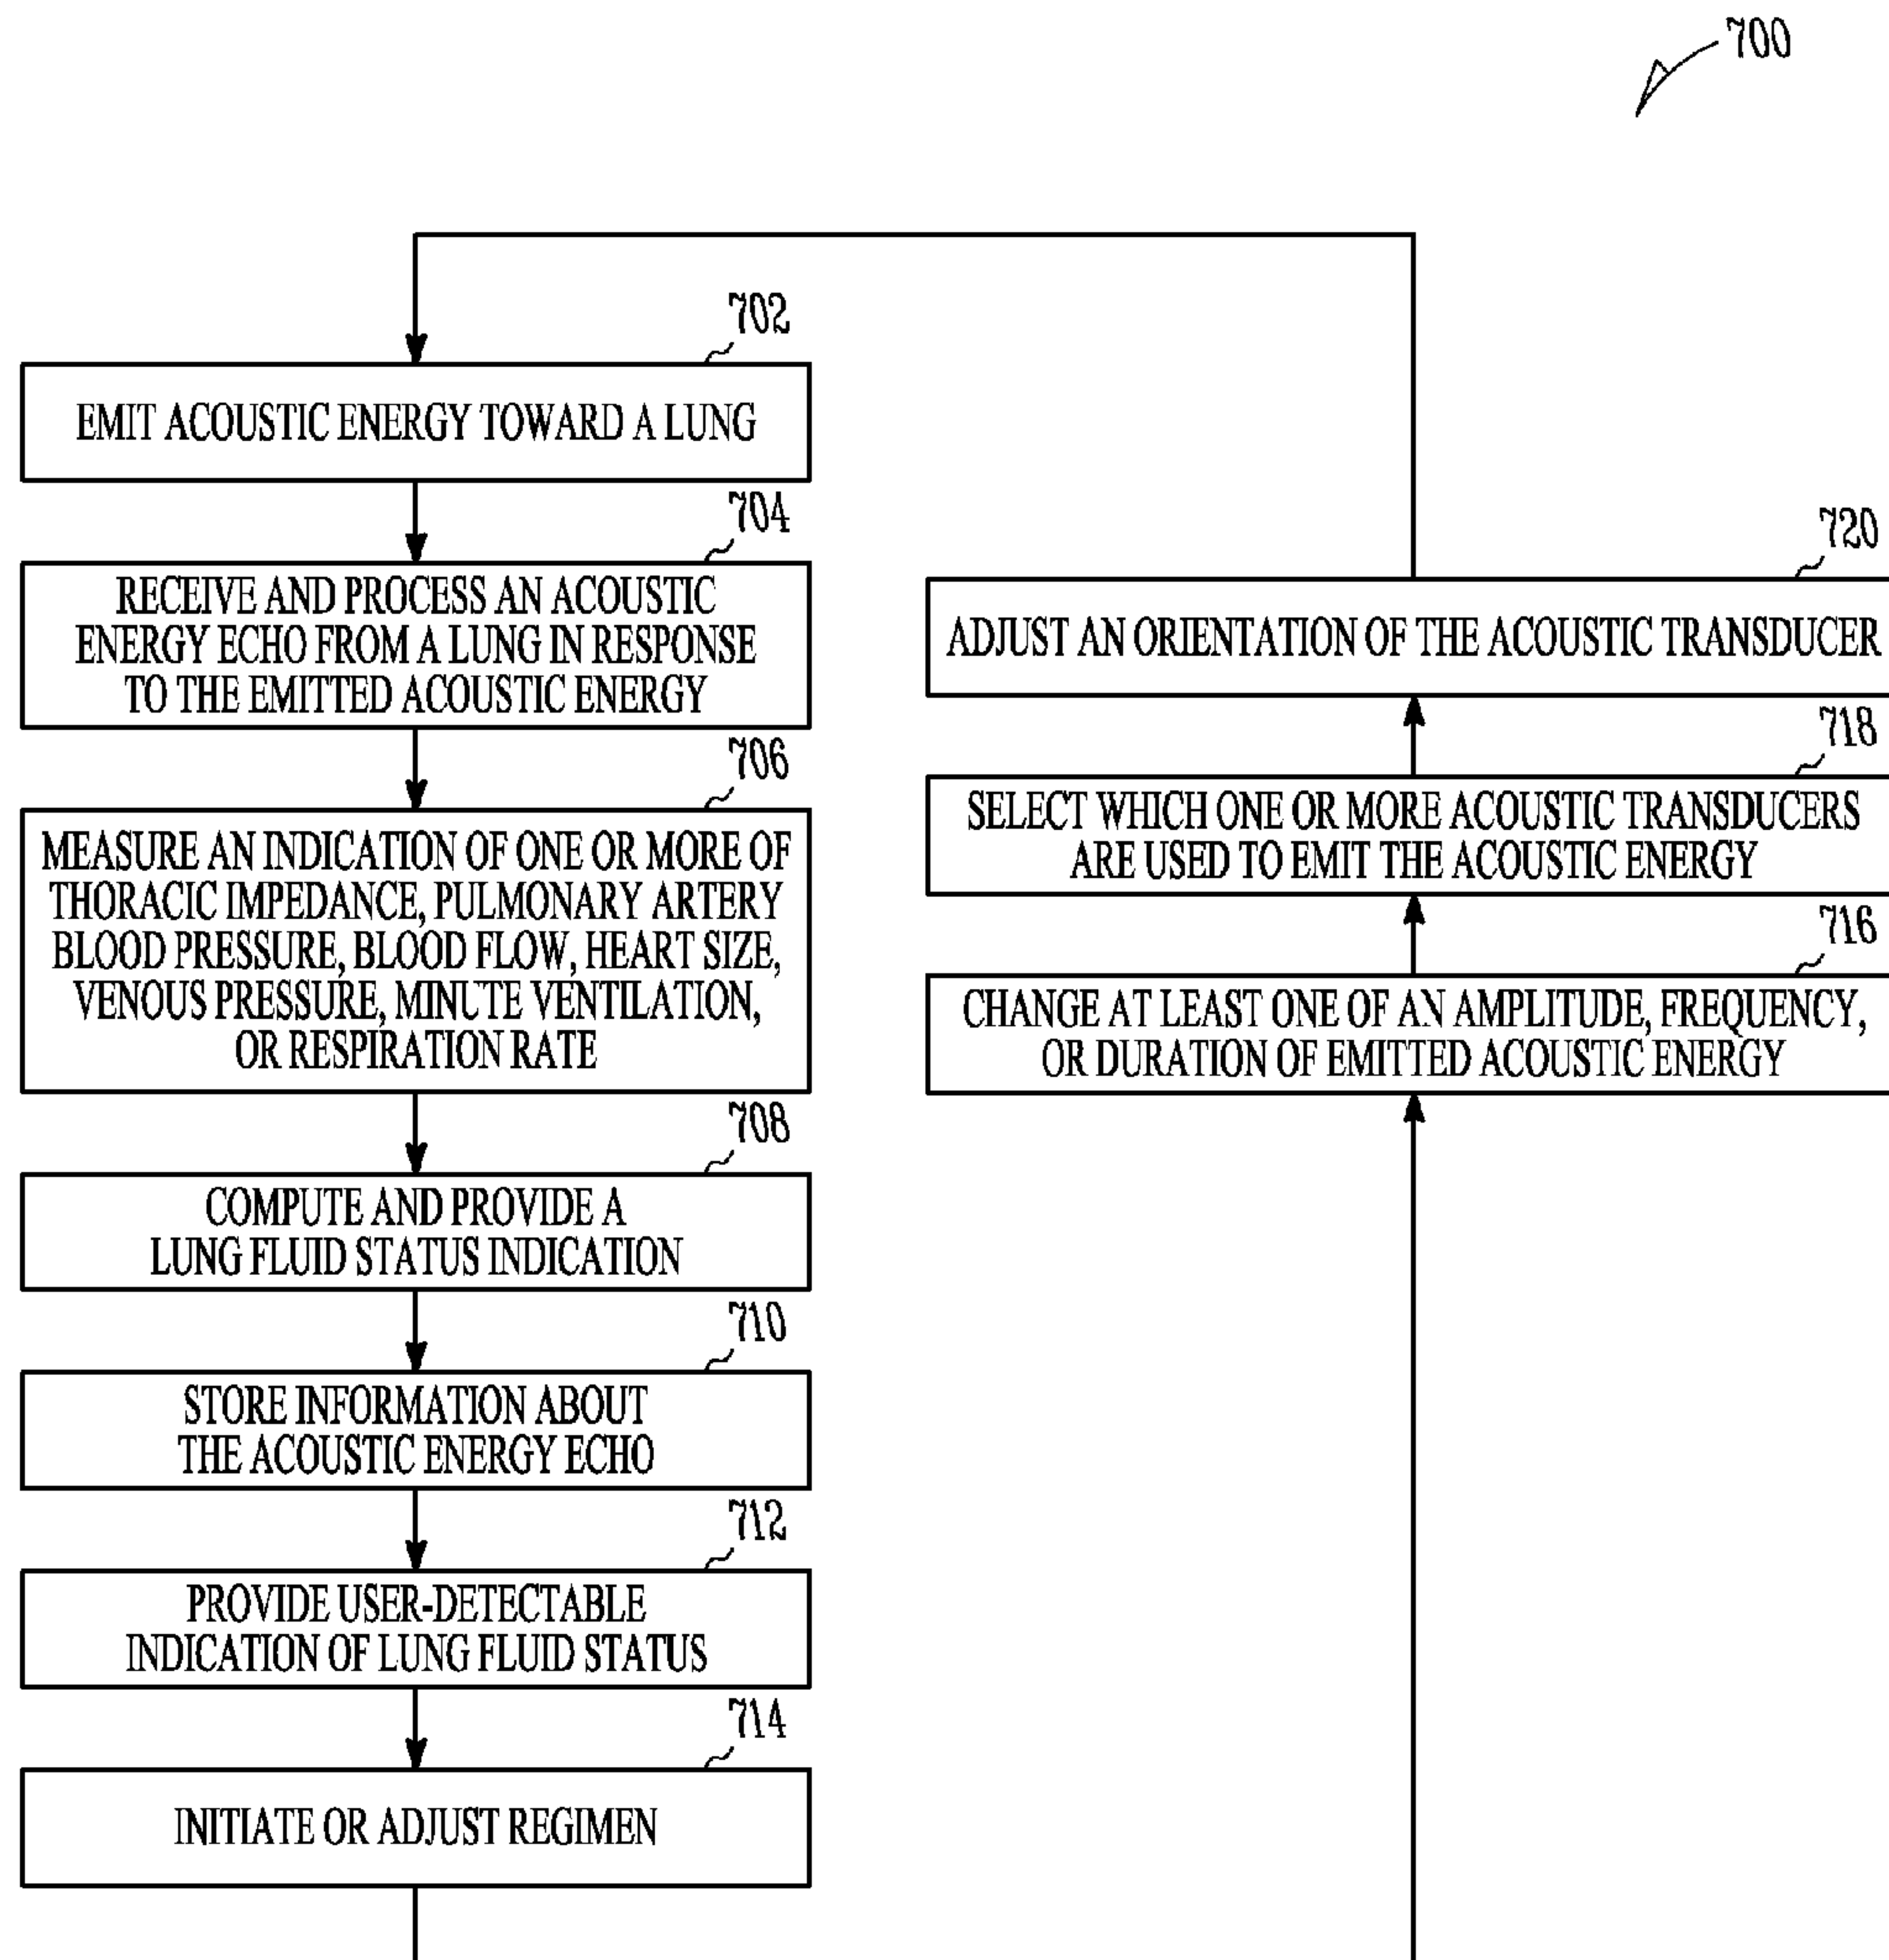 700
702
EMIT ACOUSTIC ENERGY TOWARD A LUNG
704
RECEIVE AND PROCESS AN ACOUSTIC
ENERGY ECHO FROM A LUNG IN RESPONSE
TO THE EMITTED ACOUSTIC ENERGY
706
MEASURE AN INDICATION OF ONE OR MORE OF
THORACIC IMPEDANCE, PULMONARY ARTERY
BLOOD PRESSURE, BLOOD FLOW, HEART SIZE,
VENOUS PRESSURE, MINUTE VENTILATION,
OR RESPIRATION RATE
708
COMPUTE AND PROVIDE A
LUNG FLUID STATUS INDICATION
710
STORE INFORMATION ABOUT
THE ACOUSTIC ENERGY ECHO
712
PROVIDE USER-DETECTABLE
INDICATION OF LUNG FLUID STATUS
714
INITIATE OR ADJUST REGIMEN
720
ADJUST AN ORIENTATION OF THE ACOUSTIC TRANSDUCER
718
SELECT WHICH ONE OR MORE ACOUSTIC TRANSDUCERS
ARE USED TO EMIT THE ACOUSTIC ENERGY
716
CHANGE AT LEAST ONE OF AN AMPLITUDE, FREQUENCY,
OR DURATION OF EMITTED ACOUSTIC ENERGY